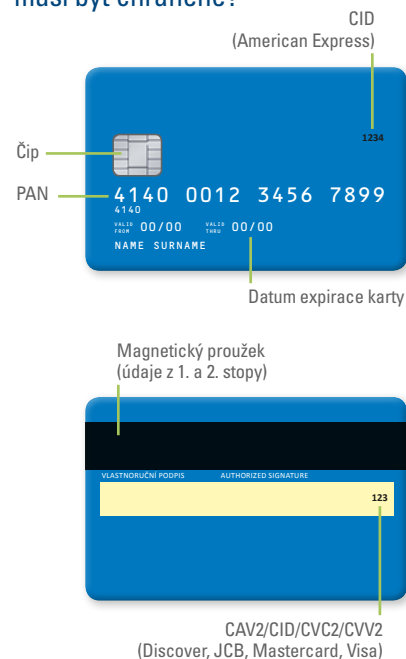 musí být chráněné?
CID
(American Express)
1234
Čip
PAN
4140 0012 3456 7899
4140
VALID FROM 00/00 VALID THRU 00/00
NAME SURNAME
Datum expirace karty
Magnetický proužek
(údaje z 1. a 2. stopy)
VLASTNORUČNÍ PODPIS AUTHORIZED SIGNATURE
123
CAV2/CID/CVC2/CVV2
(Discover, JCB, Mastercard, Visa)